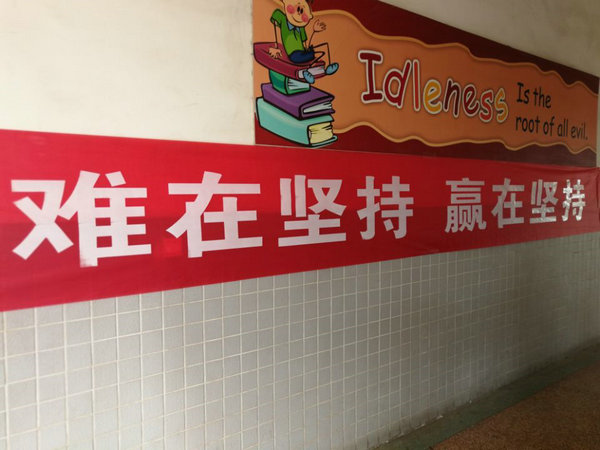 Idleness Is the
root of all evil.
难在坚持 赢在坚持